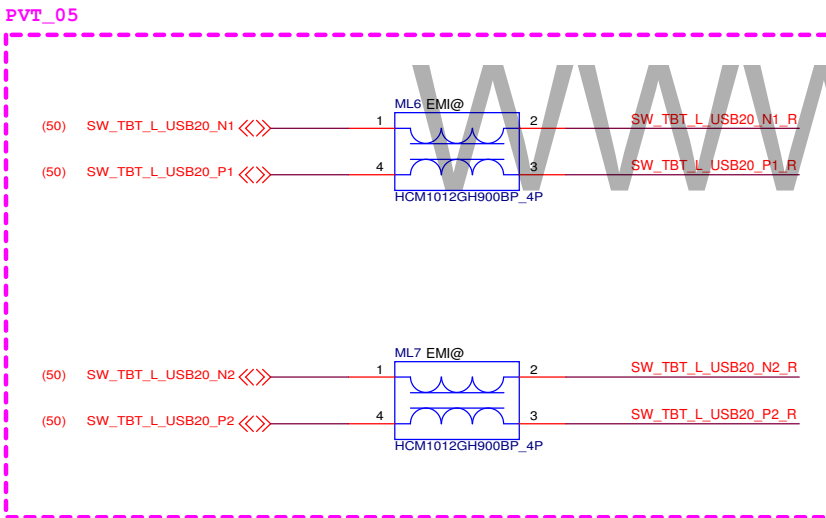 PVT_05
WWW
ML6 EMI@
(50) SW_TBT_L_USB20_N1 1 2 SW_TBT_L_USB20_N1_R
(50) SW_TBT_L_USB20_P1 4 3 SW_TBT_L_USB20_P1_R
HCM1012GH900BP_4P
ML7 EMI@
(50) SW_TBT_L_USB20_N2 1 2 SW_TBT_L_USB20_N2_R
(50) SW_TBT_L_USB20_P2 4 3 SW_TBT_L_USB20_P2_R
HCM1012GH900BP_4P